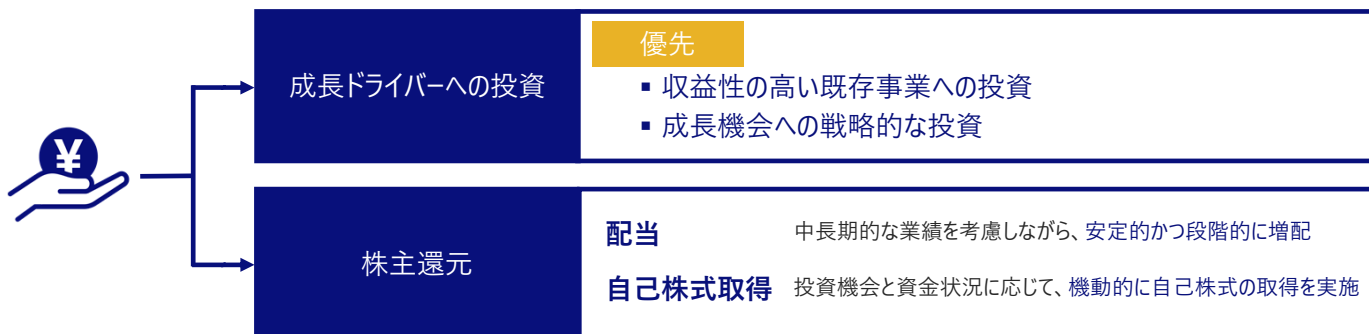 ¥
成長ドライバーへの投資
優先
▪ 収益性の高い既存事業への投資
▪ 成長機会への戦略的な投資
株主還元
配当 中長期的な業績を考慮しながら、安定的かつ段階的に増配
自己株式取得 投資機会と資金状況に応じて、機動的に自己株式の取得を実施